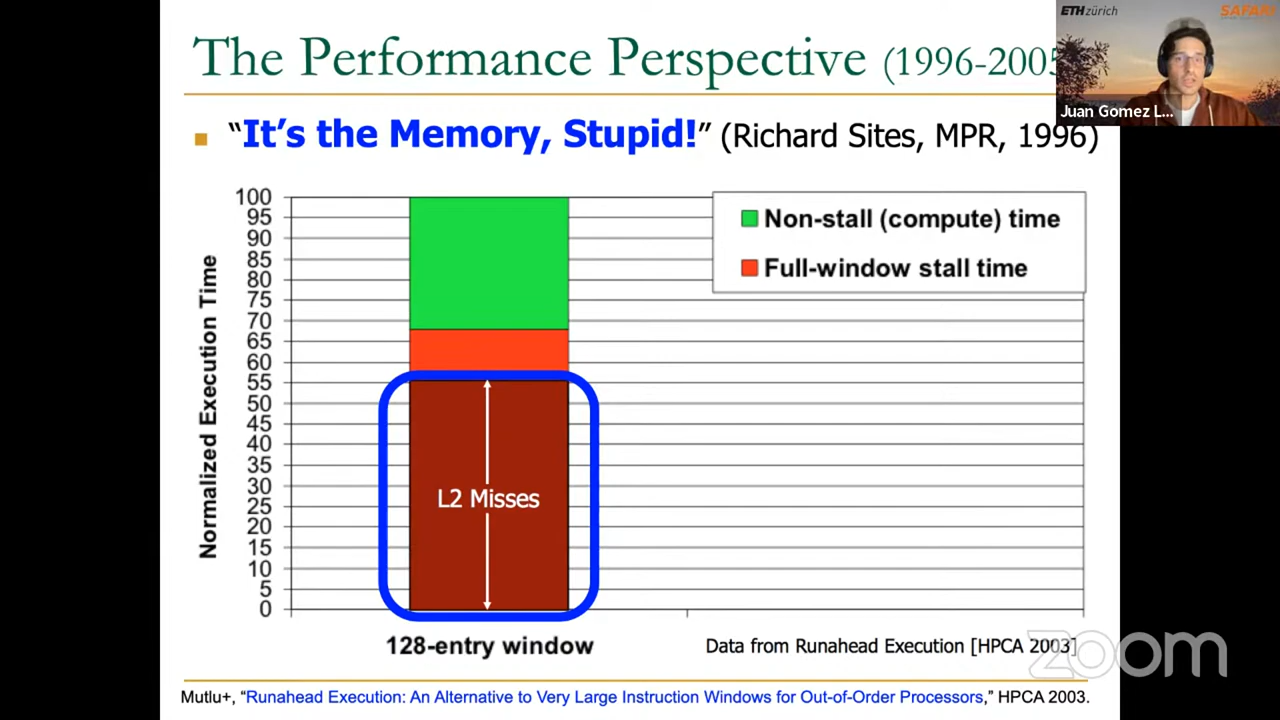 The Performance Perspective (1996-2005
ETHzürich
SAFARI
Juan Gomez L...
■ “It’s the Memory, Stupid!” (Richard Sites, MPR, 1996)
Normalized Execution Time
100
95
90
85
80
75
70
65
60
55
50
45
40
35
30
25
20
15
10
5
0
Non-stall (compute) time
Full-window stall time
L2 Misses
128-entry window
Data from Runahead Execution [HPCA 2003]
zoom
Mutlu+, “Runahead Execution: An Alternative to Very Large Instruction Windows for Out-of-Order Processors,” HPCA 2003.